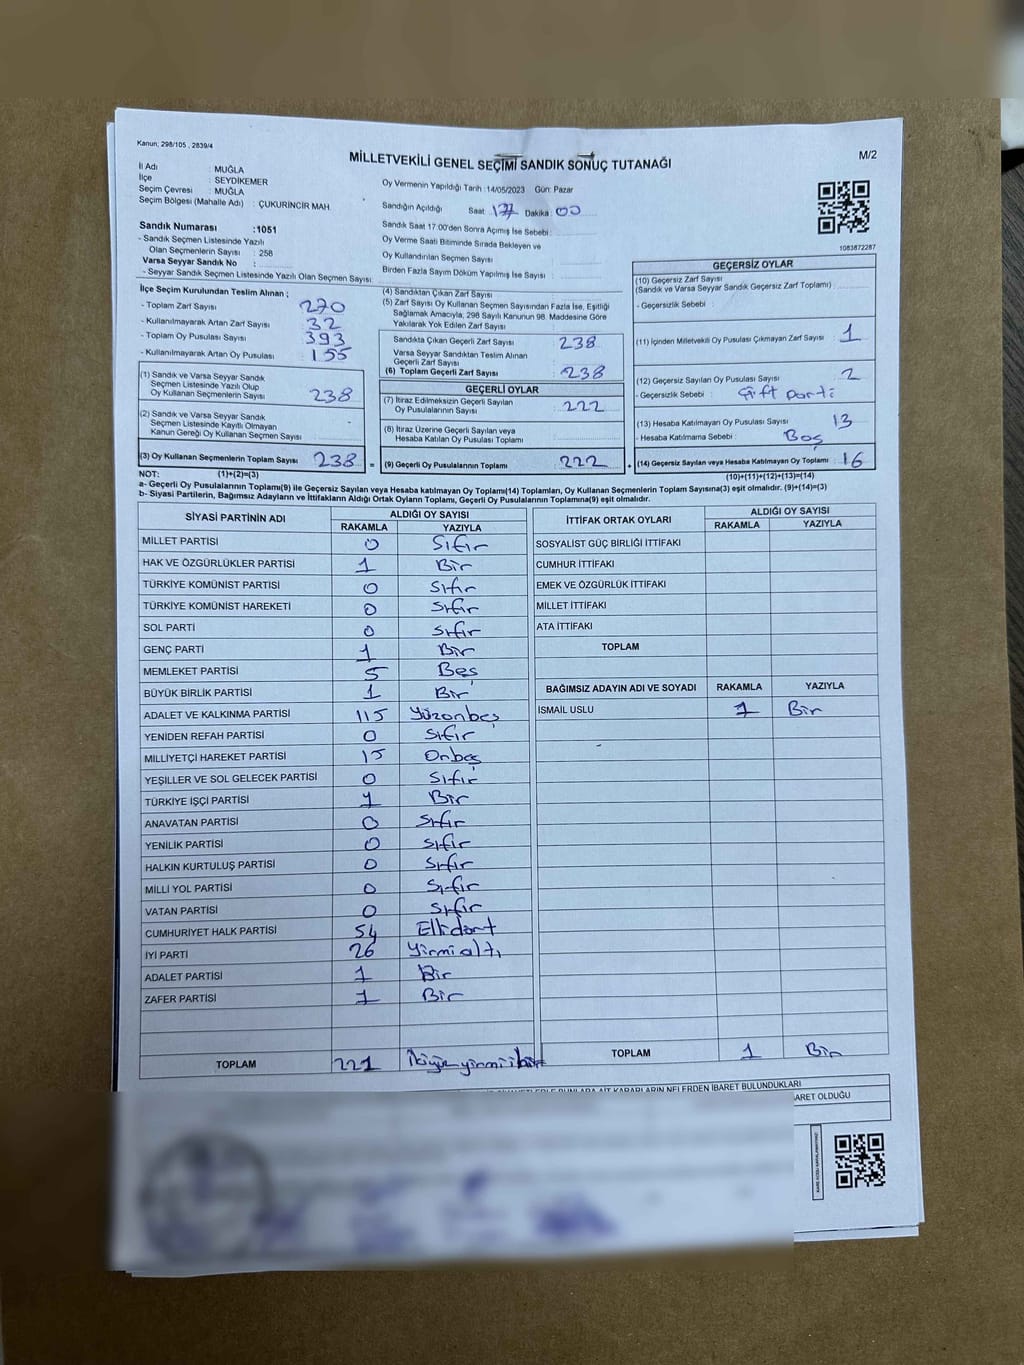 Kanun; 298/105 , 2839/4
MİLLETVEKİLİ GENEL SEÇİMİ SANDIK SONUÇ TUTANAĞI
M/2
İl Adı : MUĞLA
İlçe : SEYDİKEMER
Seçim Çevresi : MUĞLA
Seçim Bölgesi (Mahalle Adı) : ÇUKURİNCİR MAH.
Sandık Numarası :1051
- Sandık Seçmen Listesinde Yazılı
Olan Seçmenlerin Sayısı : 258
Varsa Seyyar Sandık No :
- Seyyar Sandık Seçmen Listesinde Yazılı Olan Seçmen Sayısı:
Oy Vermenin Yapıldığı Tarih :14/05/2023 Gün: Pazar
Sandığın Açıldığı Saat 17 Dakika: 00
Sandık Saat 17.00'den Sonra Açılmış İse Sebebi :
Oy Verme Saati Bitiminde Sırada Bekleyen ve
Oy Kullandırılan Seçmen Sayısı :
Birden Fazla Sayım Döküm Yapılmış İse Sayısı :
1083872287
İlçe Seçim Kurulundan Teslim Alınan ;
- Toplam Zarf Sayısı : 270
- Kullanılmayarak Artan Zarf Sayısı : 32
- Toplam Oy Pusulası Sayısı : 393
- Kullanılmayarak Artan Oy Pusulası : 155
(1) Sandık ve Varsa Seyyar Sandık
Seçmen Listesinde Yazılı Olup
Oy Kullanan Seçmenlerin Sayısı : 238
(2) Sandık ve Varsa Seyyar Sandık
Seçmen Listesinde Kayıtlı Olmayan
Kanun Gereği Oy Kullanan Seçmen Sayısı : -
(3) Oy Kullanan Seçmenlerin Toplam Sayısı : 238
(4) Sandıktan Çıkan Zarf Sayısı :
(5) Zarf Sayısı Oy Kullanan Seçmen Sayısından Fazla İse, Eşitliği
Sağlamak Amacıyla; 298 Sayılı Kanunun 98. Maddesine Göre
Yakılarak Yok Edilen Zarf Sayısı :
Sandıkta Çıkan Geçerli Zarf Sayısı : 238
Varsa Seyyar Sandıktan Teslim Alınan
Geçerli Zarf Sayısı :
(6) Toplam Geçerli Zarf Sayısı : 238
GEÇERLİ OYLAR
(7) İtiraz Edilmeksizin Geçerli Sayılan
Oy Pusulalarının Sayısı : 222
(8) İtiraz Üzerine Geçerli Sayılan veya
Hesaba Katılan Oy Pusulası Toplamı :
= (9) Geçerli Oy Pusulalarının Toplamı : 222 +
GEÇERSİZ OYLAR
(10) Geçersiz Zarf Sayısı
(Sandık ve Varsa Seyyar Sandık Geçersiz Zarf Toplamı) :
- Geçersizlik Sebebi :
(11) İçinden Milletvekili Oy Pusulası Çıkmayan Zarf Sayısı : 1
(12) Geçersiz Sayılan Oy Pusulası Sayısı : 2
- Geçersizlik Sebebi : Çift parti
(13) Hesaba Katılmayan Oy Pusulası Sayısı : 13
- Hesaba Katılmama Sebebi : Boş
(14) Geçersiz Sayılan veya Hesaba Katılmayan Oy Toplamı : 16
NOT: (1)+(2)=(3)
(10)+(11)+(12)+(13)=(14)
a- Geçerli Oy Pusulalarının Toplamı(9) ile Geçersiz Sayılan veya Hesaba katılmayan Oy Toplamı(14) Toplamları, Oy Kullanan Seçmenlerin Toplam Sayısına(3) eşit olmalıdır. (9)+(14)=(3)
b- Siyasi Partilerin, Bağımsız Adayların ve İttifakların Aldığı Ortak Oyların Toplamı, Geçerli Oy Pusulalarının Toplamına(9) eşit olmalıdır.
SİYASİ PARTİNİN ADI ALDIĞI OY SAYISI
RAKAMLA YAZIYLA
MİLLET PARTİSİ 0 Sıfır
HAK VE ÖZGÜRLÜKLER PARTİSİ 1 Bir
TÜRKİYE KOMÜNİST PARTİSİ 0 Sıfır
TÜRKİYE KOMÜNİST HAREKETİ 0 Sıfır
SOL PARTİ 0 Sıfır
GENÇ PARTİ 1 Bir
MEMLEKET PARTİSİ 5 Beş
BÜYÜK BİRLİK PARTİSİ 1 Bir
ADALET VE KALKINMA PARTİSİ 115 Yüzonbeş
YENİDEN REFAH PARTİSİ 0 Sıfır
MİLLİYETÇİ HAREKET PARTİSİ 15 Onbeş
YEŞİLLER VE SOL GELECEK PARTİSİ 0 Sıfır
TÜRKİYE İŞÇİ PARTİSİ 1 Bir
ANAVATAN PARTİSİ 0 Sıfır
YENİLİK PARTİSİ 0 Sıfır
HALKIN KURTULUŞ PARTİSİ 0 Sıfır
MİLLİ YOL PARTİSİ 0 Sıfır
VATAN PARTİSİ 0 Sıfır
CUMHURİYET HALK PARTİSİ 54 Ellidört
İYİ PARTİ 26 Yirmialtı
ADALET PARTİSİ 1 Bir
ZAFER PARTİSİ 1 Bir
TOPLAM 221
İTTİFAK ORTAK OYLARI ALDIĞI OY SAYISI
RAKAMLA YAZIYLA
SOSYALİST GÜÇ BİRLİĞİ İTTİFAKI
CUMHUR İTTİFAKI
EMEK VE ÖZGÜRLÜK İTTİFAKI
MİLLET İTTİFAKI
ATA İTTİFAKI
TOPLAM
BAĞIMSIZ ADAYIN ADI VE SOYADI RAKAMLA YAZIYLA
İSMAİL USLU 1 Bir
TOPLAM 1 Bir
BUNLARA AİT KARARLARIN NELERDEN İBARET BULUNDUKLARI
ARET OLDUĞU